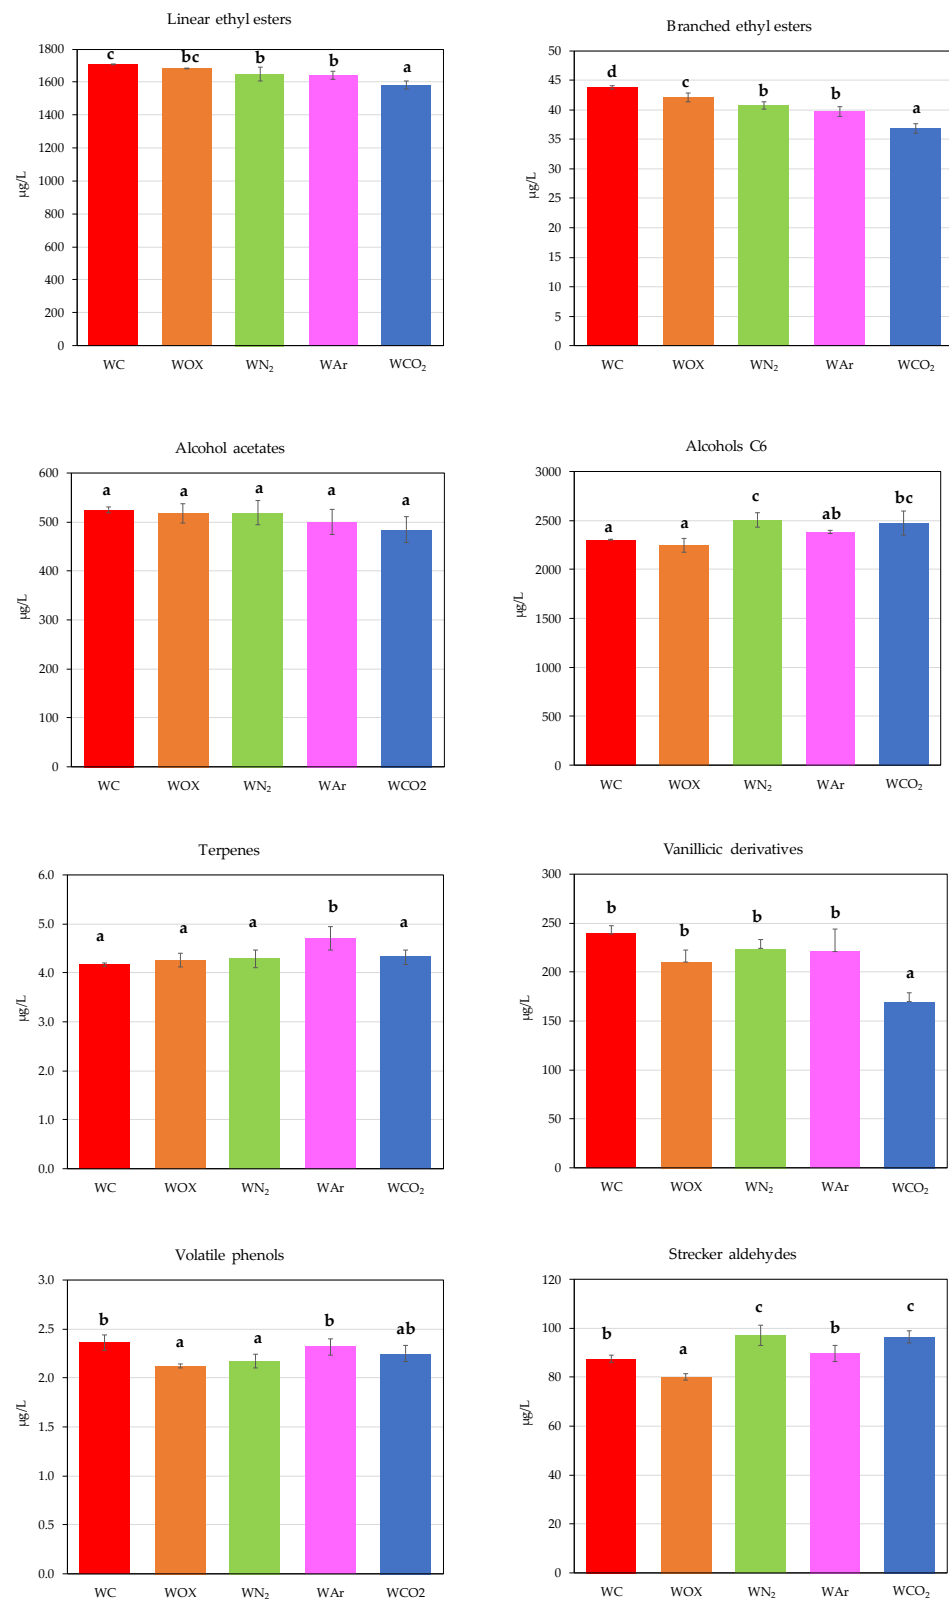 Linear ethyl esters
µg/L
1800
1600
1400
1200
1000
800
600
400
200
0
c
bc
b
b
a
WC
WOX
WN₂
WAr
WCO₂
Branched ethyl esters
µg/L
50
45
40
35
30
25
20
15
10
5
0
d
c
b
b
a
WC
WOX
WN₂
WAr
WCO₂
Alcohol acetates
µg/L
600
500
400
300
200
100
0
a
a
a
a
a
WC
WOX
WN₂
WAr
WCO2
Alcohols C6
µg/L
3000
2500
2000
1500
1000
500
0
a
a
c
ab
bc
WC
WOX
WN₂
WAr
WCO₂
Terpenes
µg/L
6.0
5.0
4.0
3.0
2.0
1.0
0.0
a
a
a
b
a
WC
WOX
WN₂
WAr
WCO₂
Vanillicic derivatives
µg/L
300
250
200
150
100
50
0
b
b
b
b
a
WC
WOX
WN₂
WAr
WCO₂
Volatile phenols
µg/L
3.0
2.5
2.0
1.5
1.0
0.5
0.0
b
a
a
b
ab
WC
WOX
WN₂
WAr
WCO2
Strecker aldehydes
µg/L
120
100
80
60
40
20
0
b
a
c
b
c
WC
WOX
WN₂
WAr
WCO₂